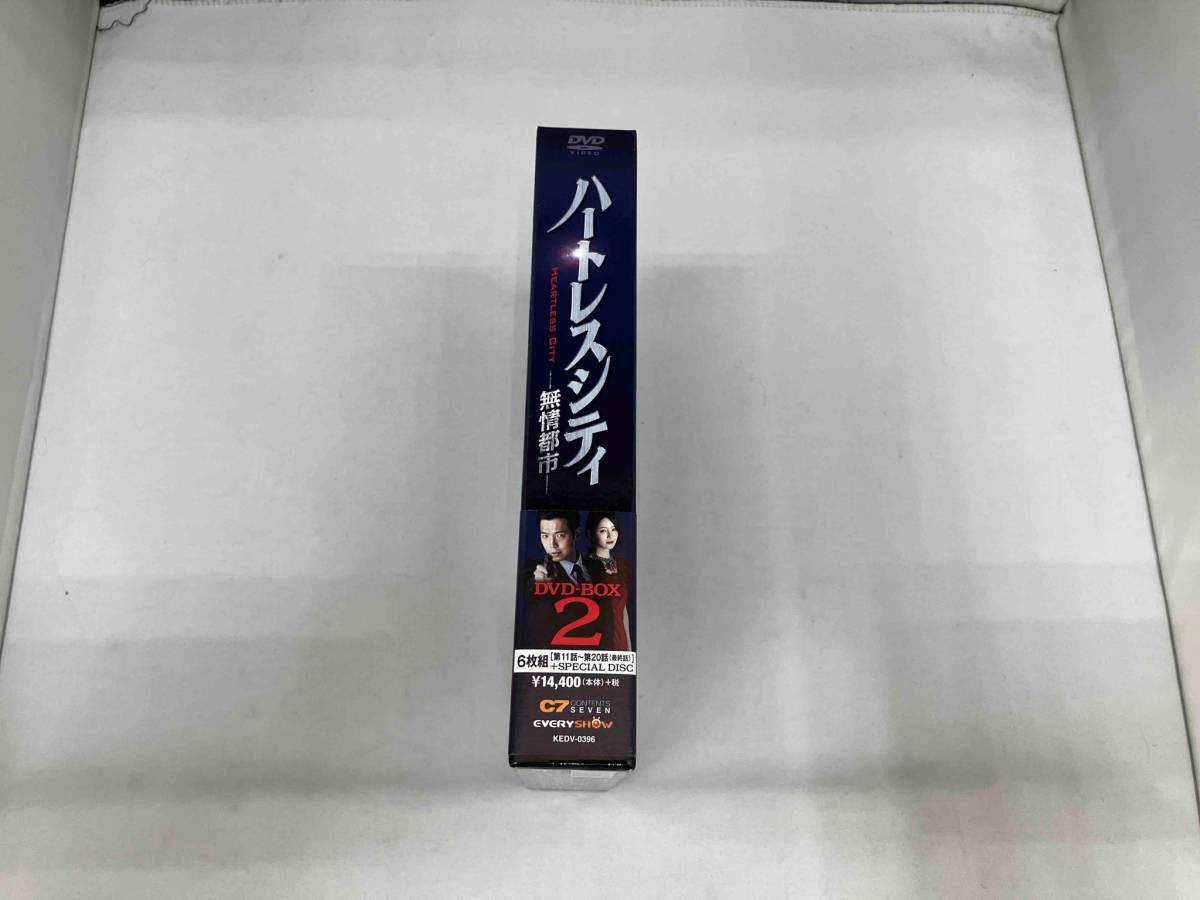 DVD
VIDEO
ハートレスシティ
HEARTLESS CITY
―無情都市―
DVD-BOX
2
6枚組 [第11話~第20話(最終話)]
+SPECIAL DISC
¥14,400(本体)+税
C7 CONTENTS
SEVEN
EVERY SHOW
KEDV-0396